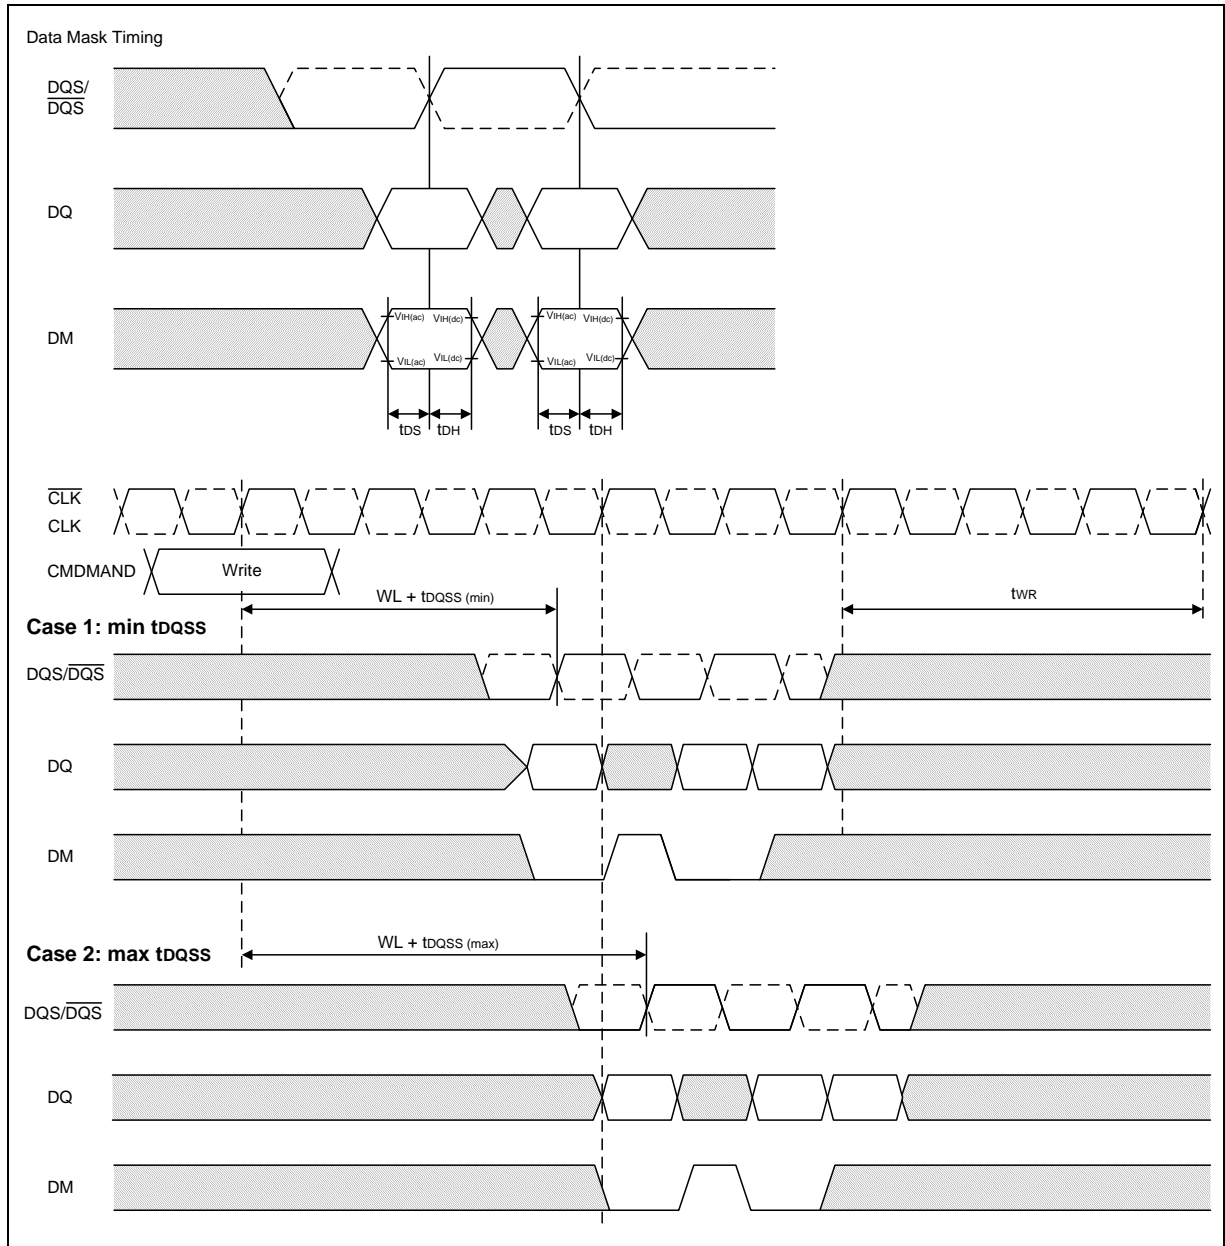 Data Mask Timing
DQS/
DQS
DQ
DM
VIH(ac) VIH(dc) VIH(ac) VIH(dc)
VIL(ac) VIL(dc) VIL(ac) VIL(dc)
tDS tDH tDS tDH
CLK
CLK
CMDMAND Write
WL + tDQSS (min) tWR
Case 1: min tDQSS
DQS/DQS
DQ
DM
WL + tDQSS (max)
Case 2: max tDQSS
DQS/DQS
DQ
DM